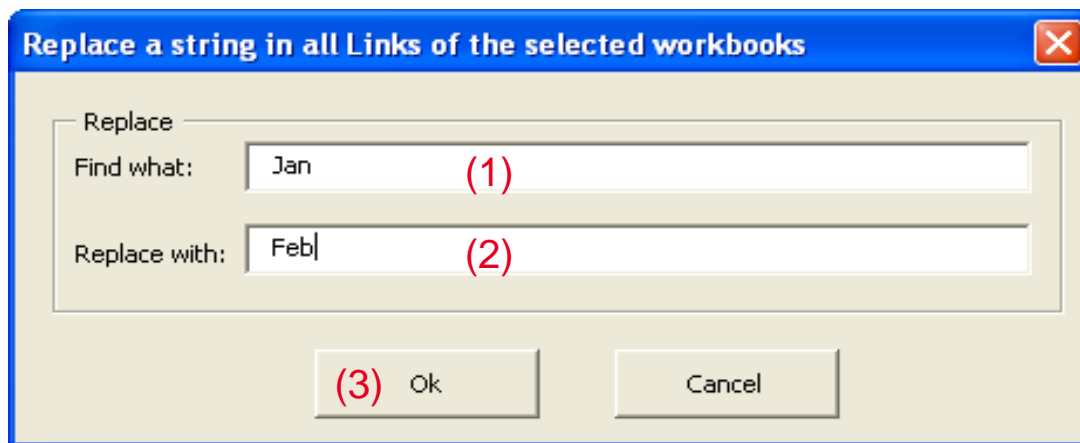 Replace a string in all Links of the selected workbooks
Replace
Find what: Jan (1)
Replace with: Feb (2)
(3) Ok Cancel